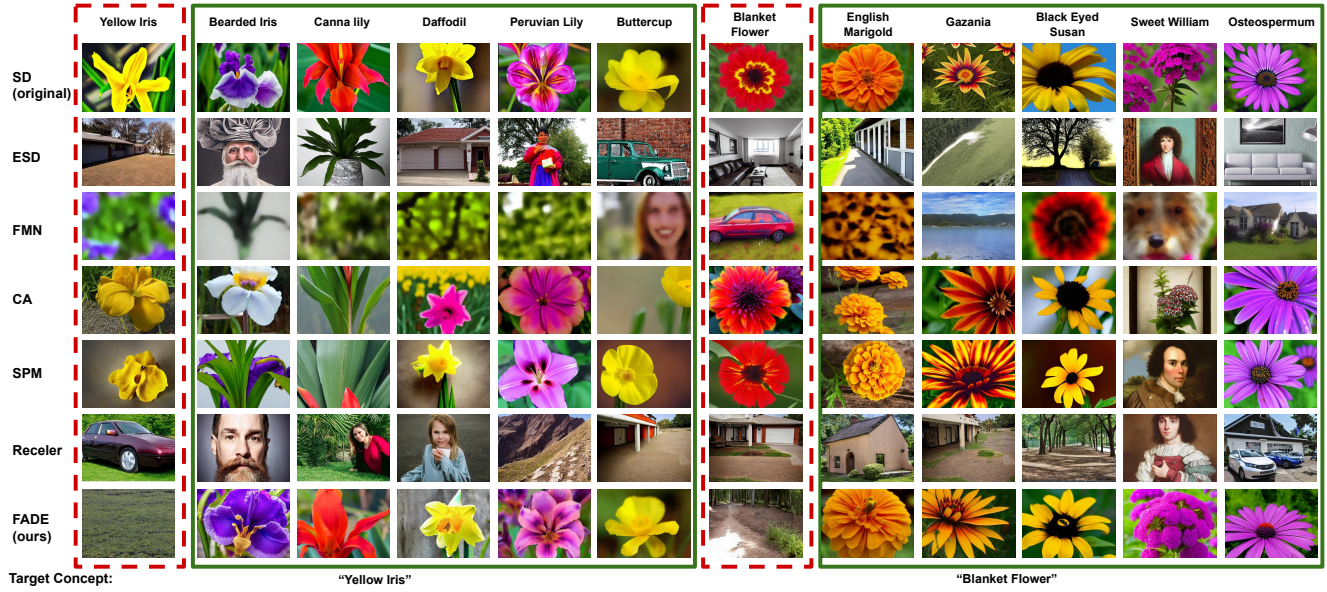 Yellow Iris
Bearded Iris
Canna lily
Daffodil
Peruvian Lily
Buttercup
Blanket
Flower
English
Marigold
Gazania
Black Eyed
Susan
Sweet William
Osteospermum
SD
(original)
ESD
FMN
CA
SPM
Receler
FADE
(ours)
Target Concept:
“Yellow Iris”
“Blanket Flower”